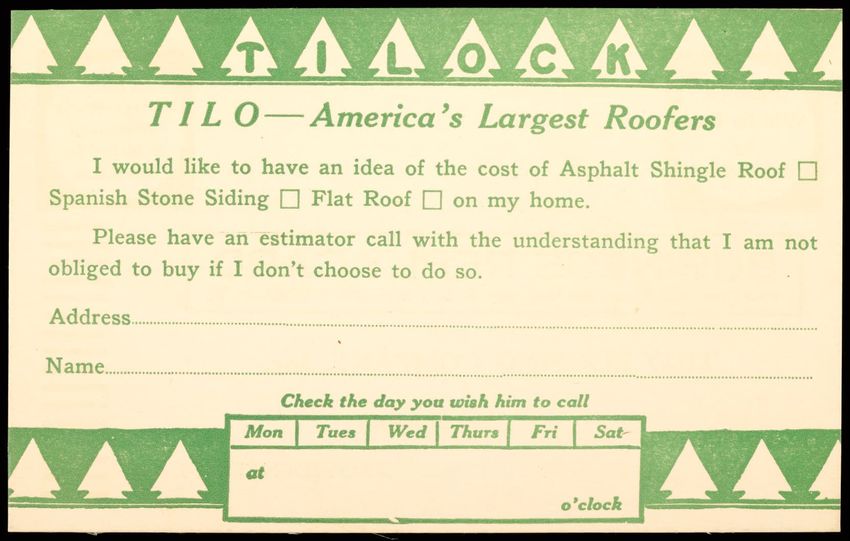 TILOCK
TILO—America's Largest Roofers
I would like to have an idea of the cost of Asphalt Shingle Roof ☐
Spanish Stone Siding ☐ Flat Roof ☐ on my home.
Please have an estimator call with the understanding that I am not
obliged to buy if I don't choose to do so.
Address
Name
Check the day you wish him to call
Mon Tues Wed Thurs Fri Sat
at
o'clock